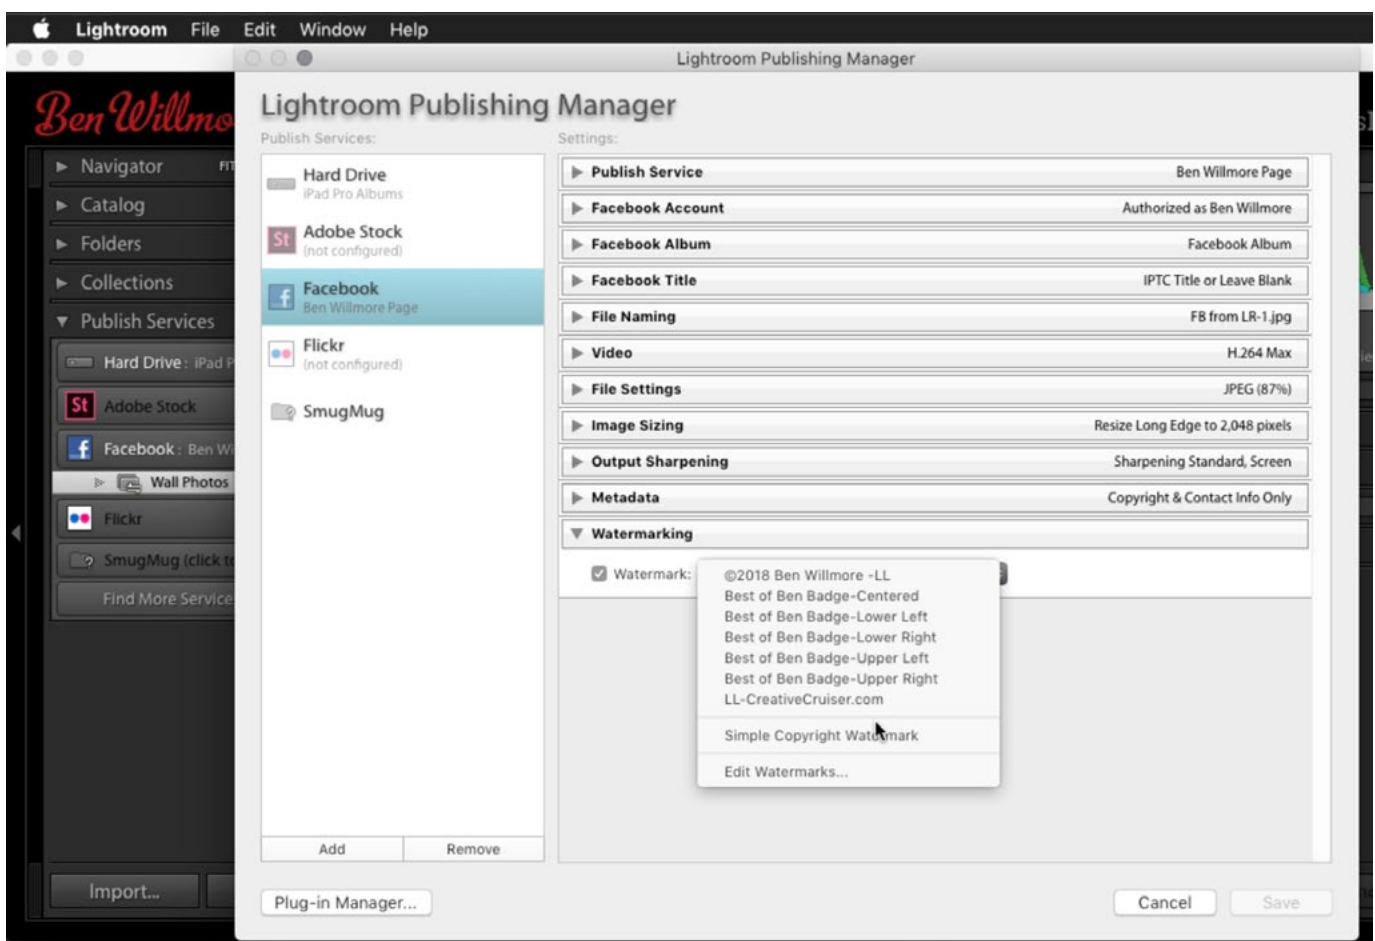 Lightroom File Edit Window Help
Lightroom Publishing Manager
Ben Willmo
Lightroom Publishing Manager
Publish Services:
Settings:
Navigator FIT
Catalog
Folders
Collections
Publish Services
Hard Drive: iPad P
St Adobe Stock
Facebook: Ben Wi
Wall Photos
Flickr
SmugMug (click to
Find More Service
Import...
Hard Drive
iPad Pro Albums
St Adobe Stock
(not configured)
Facebook
Ben Willmore Page
Flickr
(not configured)
SmugMug
Add Remove
Plug-in Manager...
Publish Service Ben Willmore Page
Facebook Account Authorized as Ben Willmore
Facebook Album Facebook Album
Facebook Title IPTC Title or Leave Blank
File Naming FB from LR-1.jpg
Video H.264 Max
File Settings JPEG (87%)
Image Sizing Resize Long Edge to 2,048 pixels
Output Sharpening Sharpening Standard, Screen
Metadata Copyright & Contact Info Only
Watermarking
Watermark:
©2018 Ben Willmore -LL
Best of Ben Badge-Centered
Best of Ben Badge-Lower Left
Best of Ben Badge-Lower Right
Best of Ben Badge-Upper Left
Best of Ben Badge-Upper Right
LL-CreativeCruiser.com
Simple Copyright Watermark
Edit Watermarks...
Cancel Save